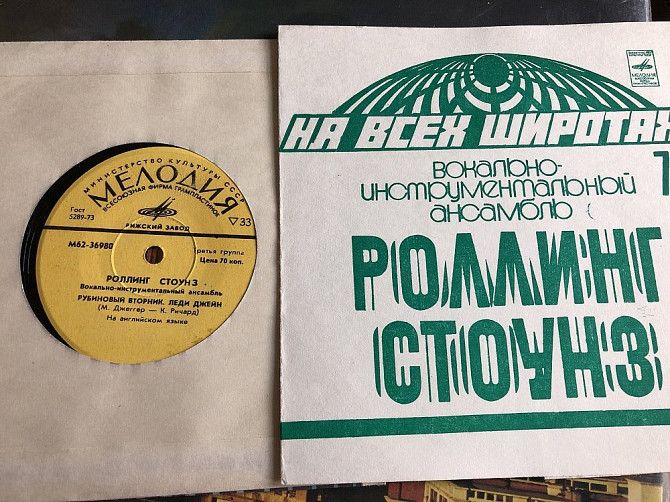 МИНИСТЕРСТВО КУЛЬТУРЫ СССР
МЕЛОДИЯ
ВСЕСОЮЗНАЯ ФИРМА ГРАМПЛАСТИНОК
Гост
5289-73
▽33
РИЖСКИЙ ЗАВОД
М62-36980
третья группа
Цена 70 коп.
РОЛЛИНГ СТОУНЗ
Вокально-инструментальный ансамбль
РУБИНОВЫЙ ВТОРНИК. ЛЕДИ ДЖЕЙН
(М. Джеггер — К. Ричард)
На английском языке
МЕЛОДИЯ
НА ВСЕХ ШИРОТАХ
ВОКАЛЬНО-
ИНСТРУМЕНТАЛЬНЫЙ
АНСАМБЛЬ
РОЛЛИНГ
СТОУНЗ